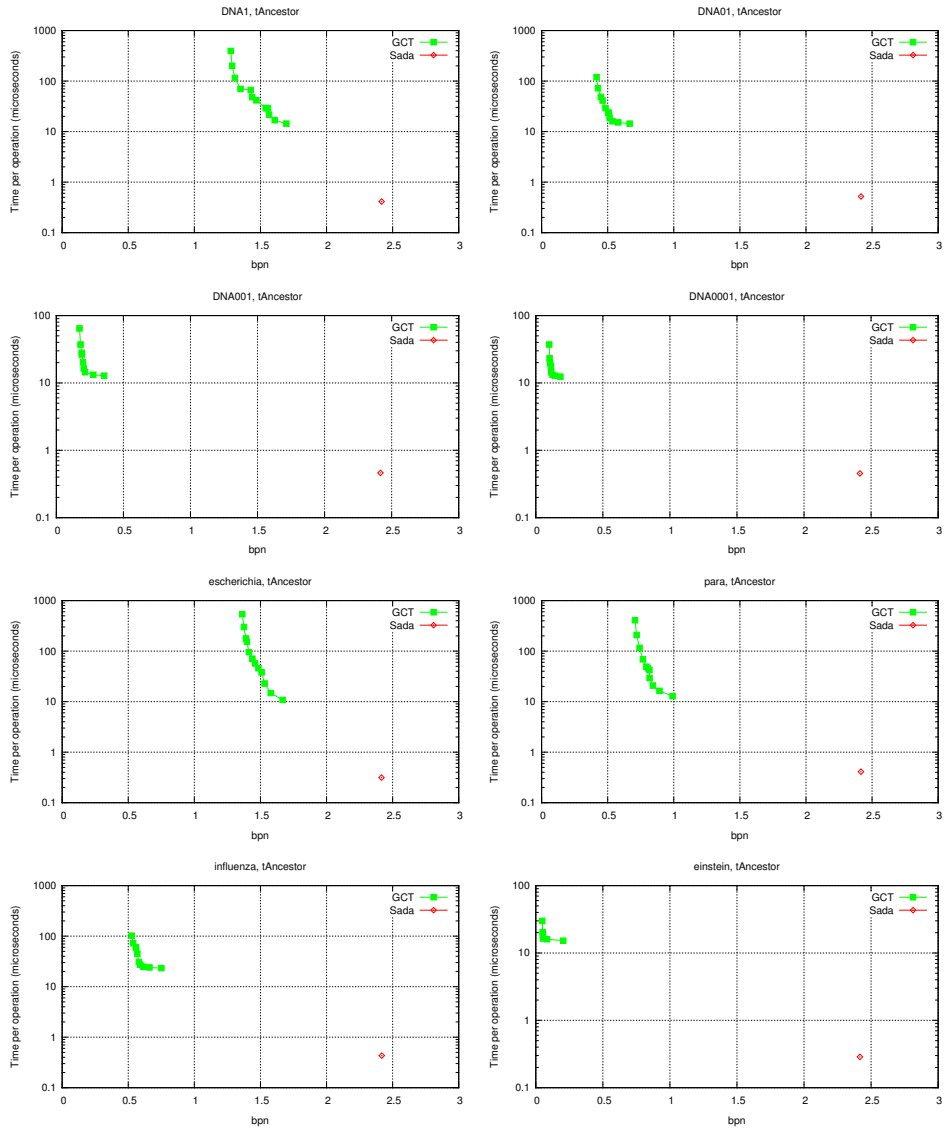 DNA1, tAncestor
Time per operation (microseconds)
1000
100
10
1
0.1
0 0.5 1 1.5 2 2.5 3
bpn
GCT
Sada
DNA01, tAncestor
Time per operation (microseconds)
1000
100
10
1
0.1
0 0.5 1 1.5 2 2.5 3
bpn
GCT
Sada
DNA001, tAncestor
Time per operation (microseconds)
100
10
1
0.1
0 0.5 1 1.5 2 2.5 3
bpn
GCT
Sada
DNA0001, tAncestor
Time per operation (microseconds)
100
10
1
0.1
0 0.5 1 1.5 2 2.5 3
bpn
GCT
Sada
escherichia, tAncestor
Time per operation (microseconds)
1000
100
10
1
0.1
0 0.5 1 1.5 2 2.5 3
bpn
GCT
Sada
para, tAncestor
Time per operation (microseconds)
1000
100
10
1
0.1
0 0.5 1 1.5 2 2.5 3
bpn
GCT
Sada
influenza, tAncestor
Time per operation (microseconds)
1000
100
10
1
0.1
0 0.5 1 1.5 2 2.5 3
bpn
GCT
Sada
einstein, tAncestor
Time per operation (microseconds)
100
10
1
0.1
0 0.5 1 1.5 2 2.5 3
bpn
GCT
Sada